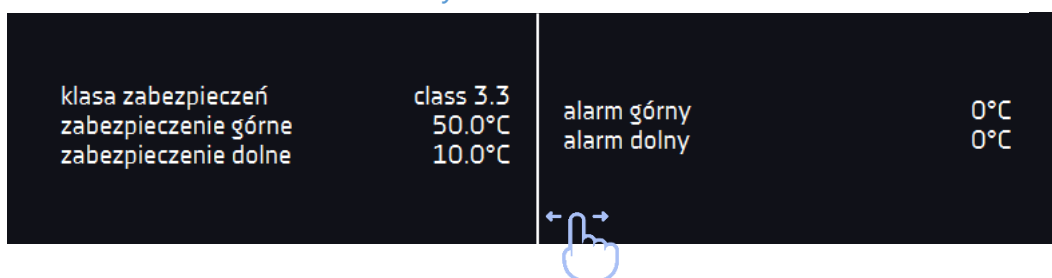 klasa zabezpieczeń class 3.3
zabezpieczenie górne 50.0°C
zabezpieczenie dolne 10.0°C
alarm górny 0°C
alarm dolny 0°C